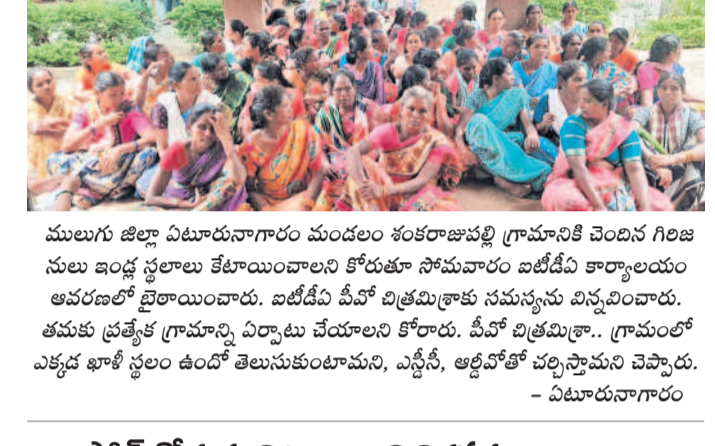 ములుగు జిల్లా ఏటూరునాగారం మండలం శంకరాజుపల్లి గ్రామానికి చెందిన గిరిజ
నులు ఇండ్ల స్థలాలు కేటాయించాలని కోరుతూ సోమవారం ఐటీడీఏ కార్యాలయం
ఆవరణలో బైఠాయించారు. ఐటీడీఏ పీవో చిత్రమిశ్రాకు సమస్యను విన్నవించారు.
తమకు ప్రత్యేక గ్రామాన్ని ఏర్పాటు చేయాలని కోరారు. పీవో చిత్రమిశ్రా.. గ్రామంలో
ఎక్కడ ఖాళీ స్థలం ఉందో తెలుసుకుంటామని, ఎస్డీసీ, ఆర్డీవోతో చర్చిస్తామని చెప్పారు.
– ఏటూరునాగారం